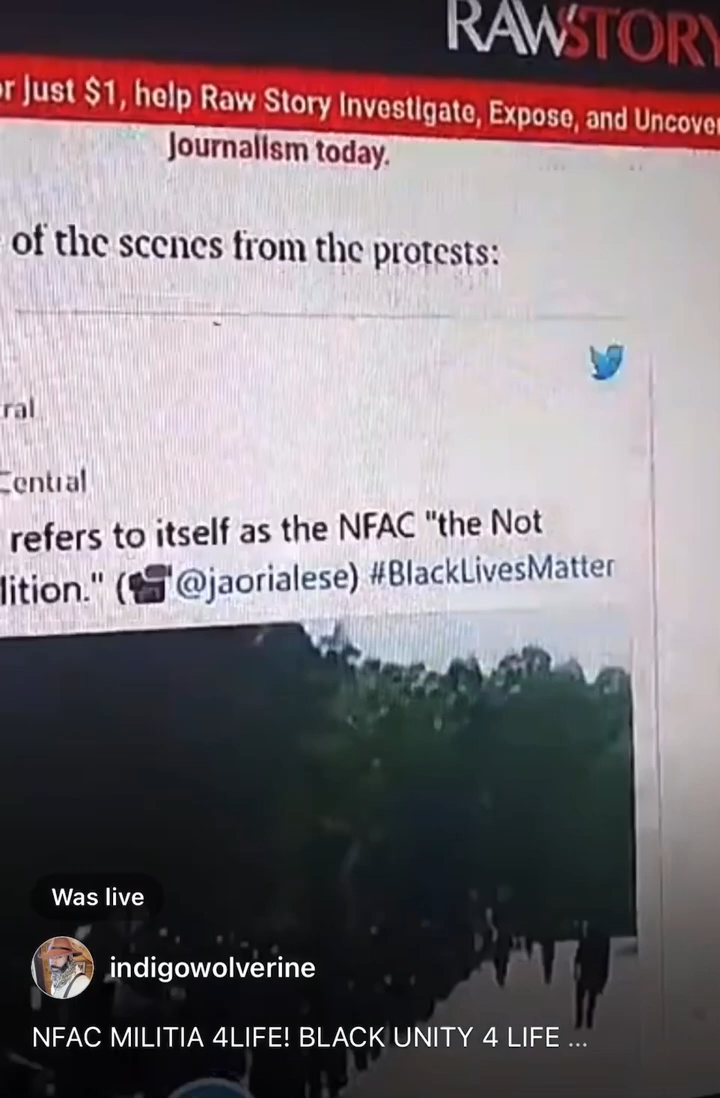 RAWSTORY
or just $1, help Raw Story Investigate, Expose, and Uncover
Journalism today.
of the scenes from the protests:
ral
Central
refers to itself as the NFAC "the Not
lition." (@jaorialese) #BlackLivesMatter
Was live
indigowolverine
NFAC MILITIA 4LIFE! BLACK UNITY 4 LIFE ...